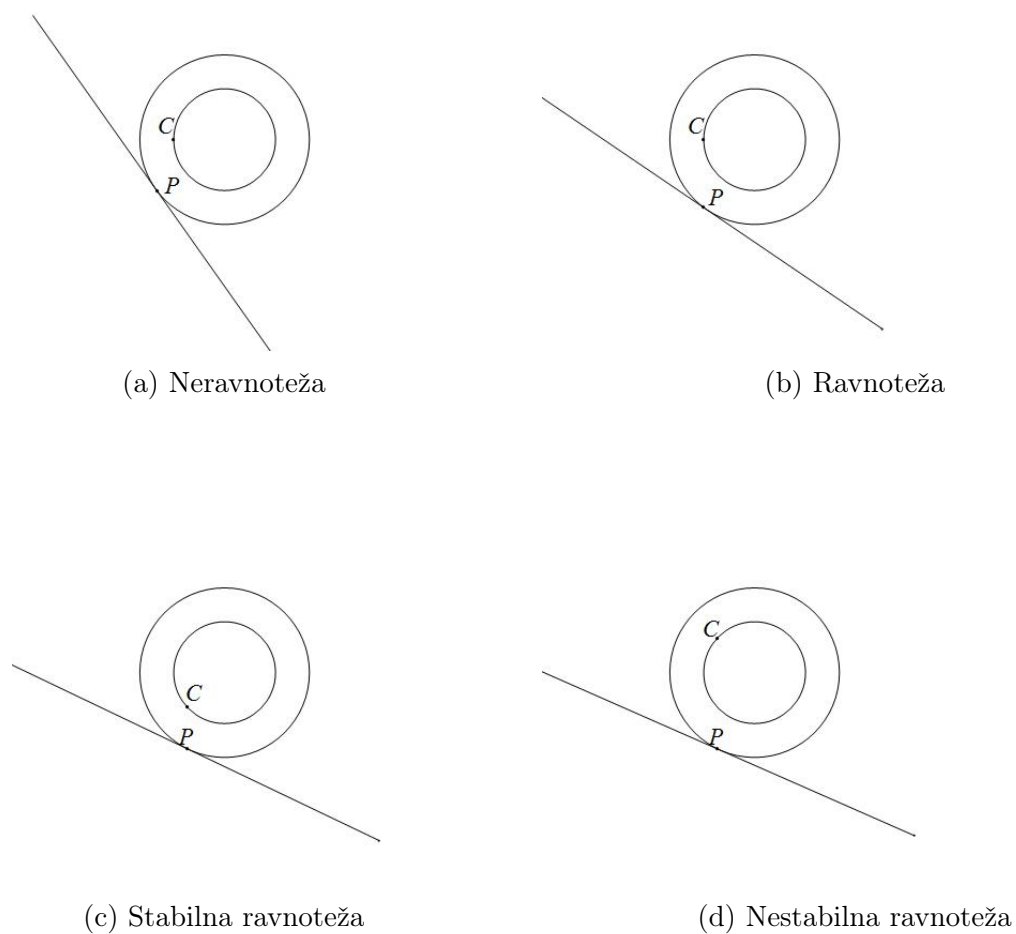 C
P
C
P
(a) Neravnoteža
(b) Ravnoteža
C
P
C
P
(c) Stabilna ravnoteža
(d) Nestabilna ravnoteža